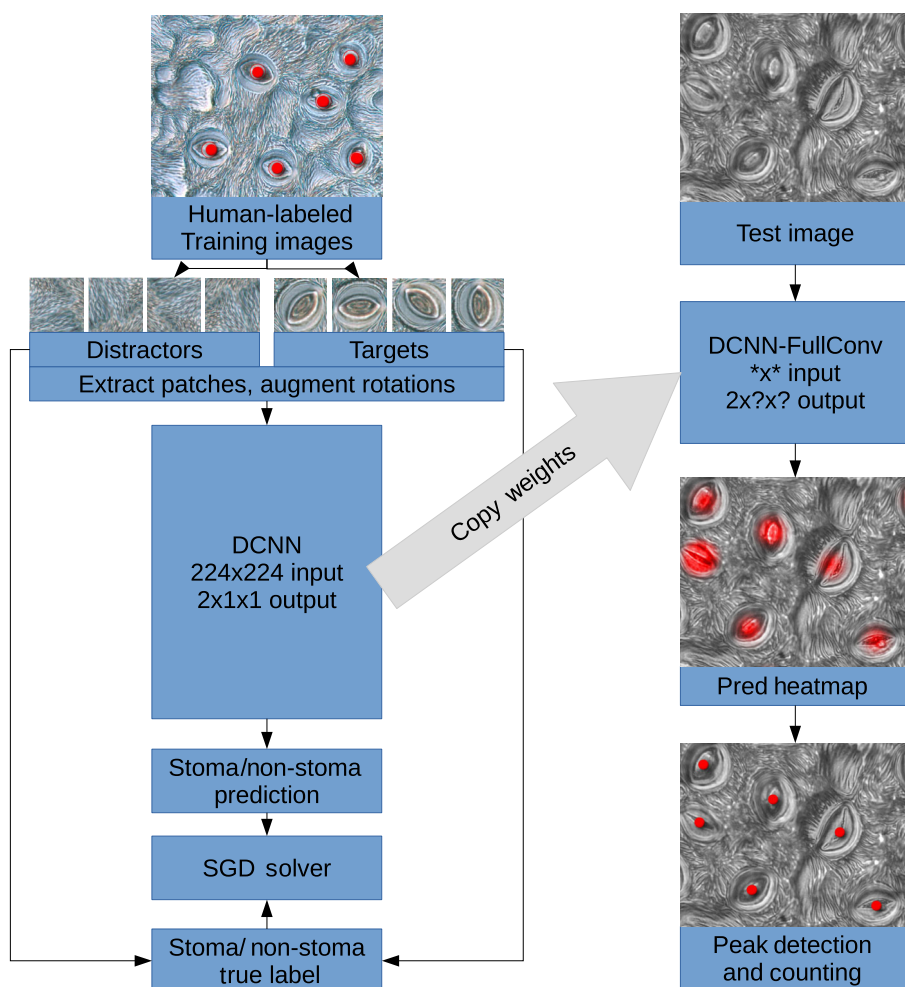 Human-labeled
Training images
Distractors
Targets
Extract patches, augment rotations
DCNN
224x224 input
2x1x1 output
Stoma/non-stoma
prediction
SGD solver
Stoma/ non-stoma
true label
Copy weights
Test image
DCNN-FullConv
*x* input
2x?x? output
Pred heatmap
Peak detection
and counting